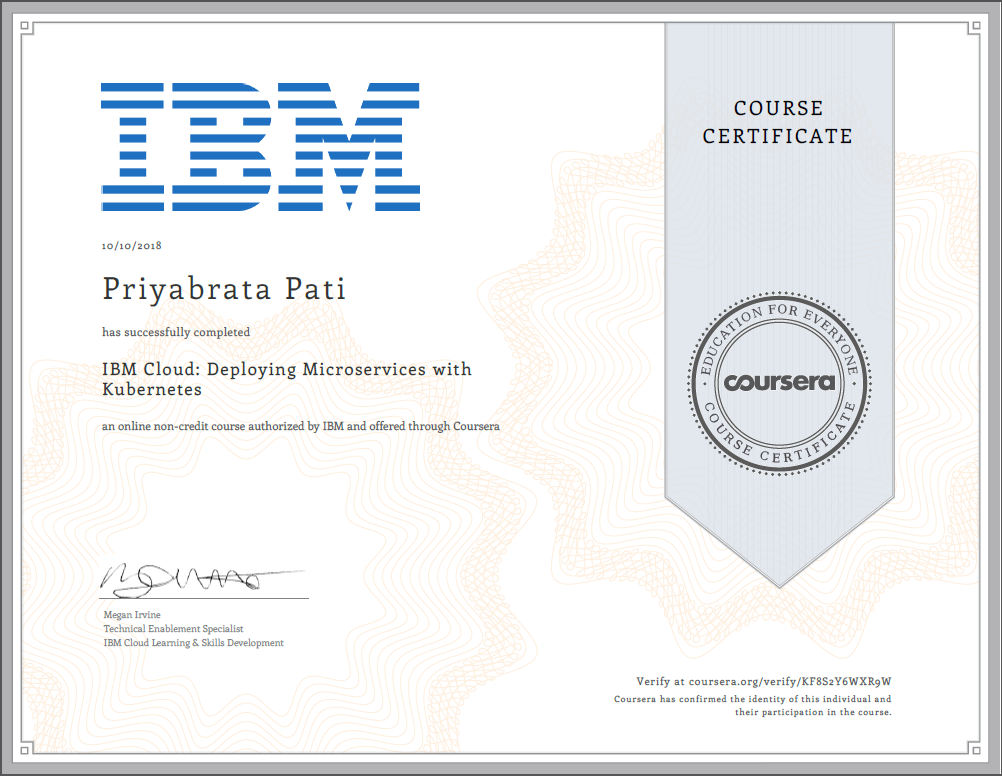 IBM
COURSE
CERTIFICATE
10/10/2018
Priyabrata Pati
has successfully completed
IBM Cloud: Deploying Microservices with
Kubernetes
an online non-credit course authorized by IBM and offered through Coursera
EDUCATION FOR EVERYONE
coursera
COURSE CERTIFICATE
Megan Irvine
Technical Enablement Specialist
IBM Cloud Learning & Skills Development
Verify at coursera.org/verify/KF8S2Y6WXR9W
Coursera has confirmed the identity of this individual and
their participation in the course.